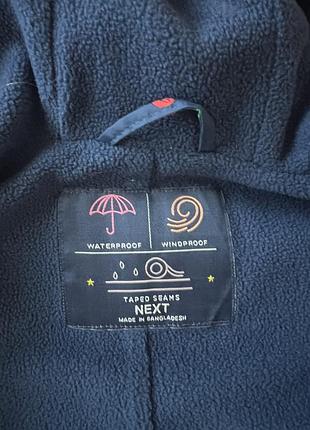 WATERPROOF
WINDPROOF
TAPED SEAMS
NEXT
MADE IN BANGLADESH